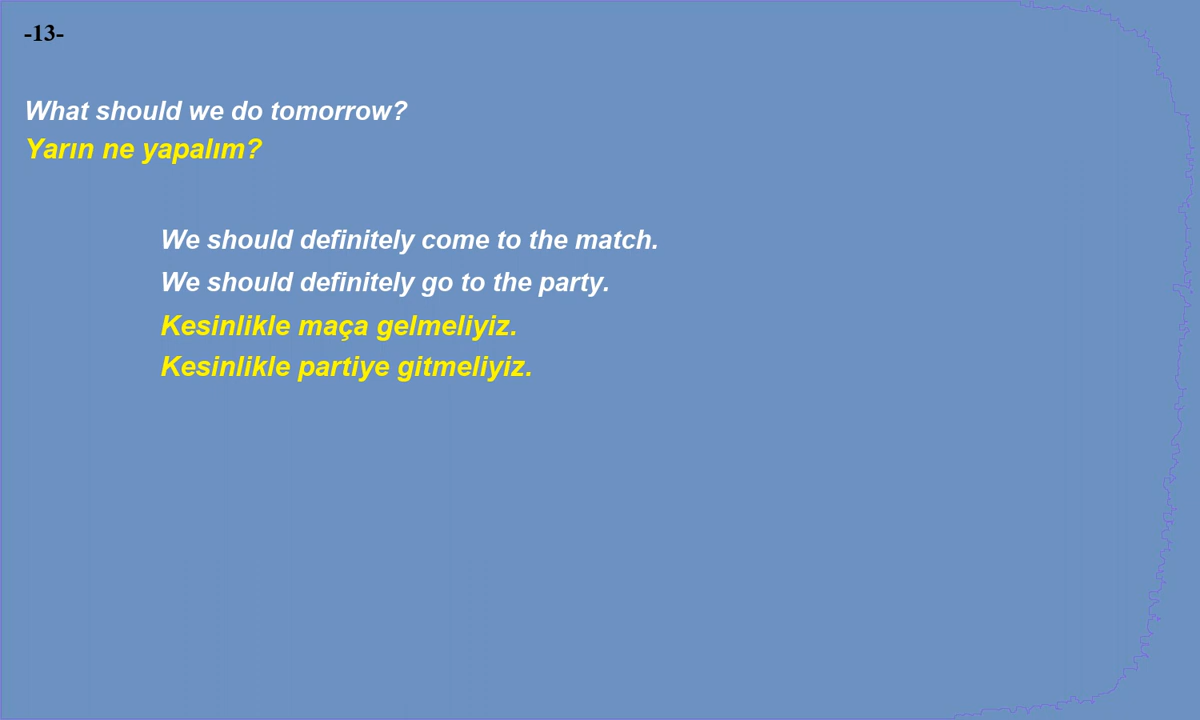 -13-
What should we do tomorrow?
Yarın ne yapalım?
We should definitely come to the match.
We should definitely go to the party.
Kesinlikle maça gelmeliyiz.
Kesinlikle partiye gitmeliyiz.